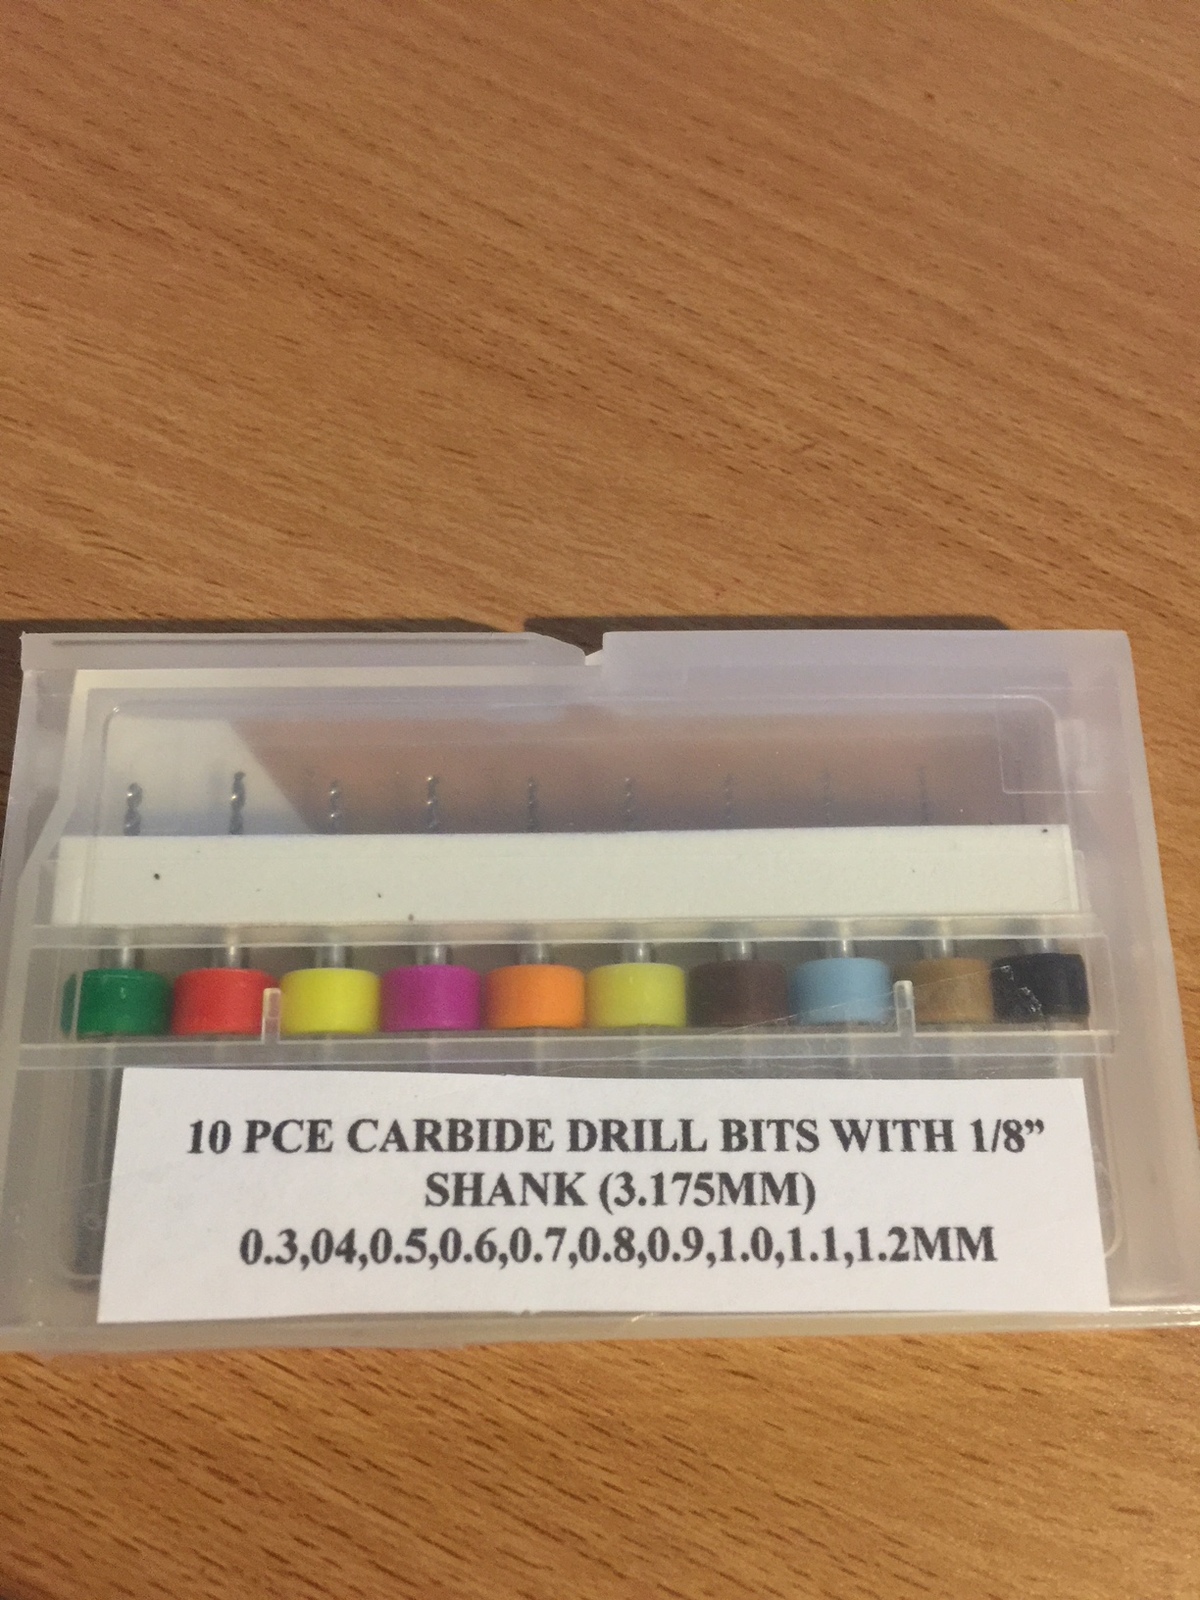 10 PCE CARBIDE DRILL BITS WITH 1/8”
SHANK (3.175MM)
0.3,04,0.5,0.6,0.7,0.8,0.9,1.0,1.1,1.2MM